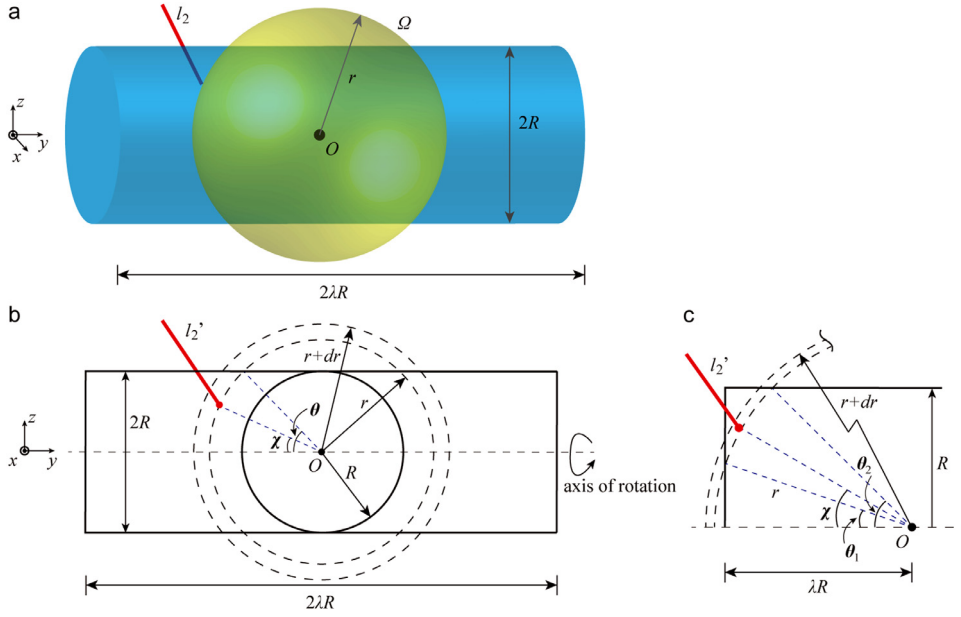 a
l₂
Ω
r
O
2R
z
y
x
2λR
b
l₂'
r+dr
r
θ
χ
2R
O
R
z
x
y
axis of rotation
2λR
c
l₂'
r+dr
R
θ₂
r
χ
θ₁
O
λR